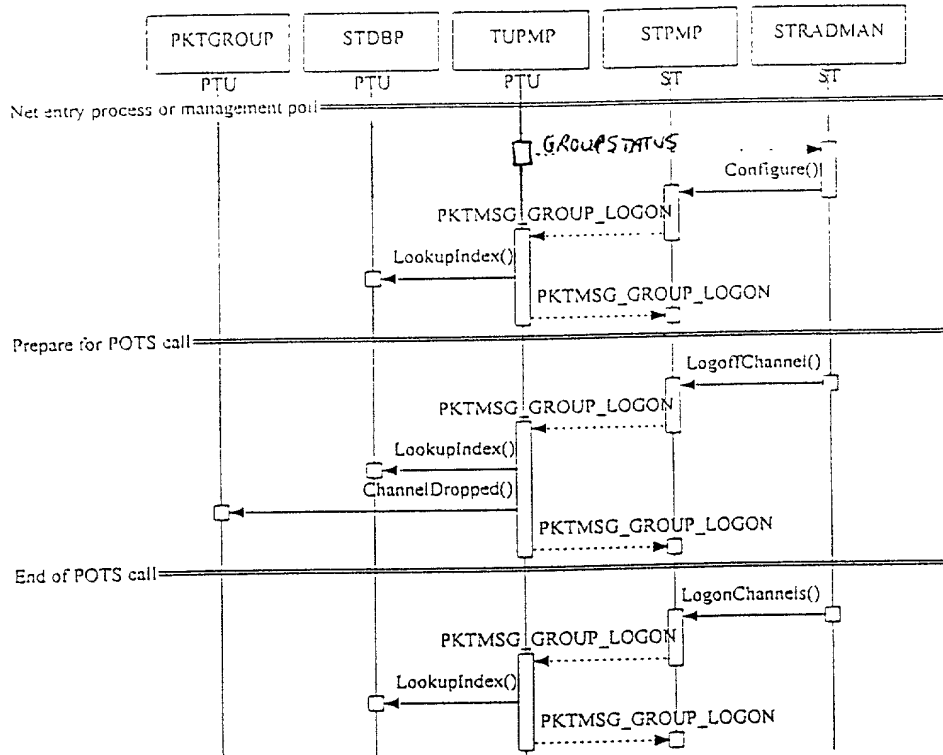 PKTGROUP STDBP TUPMP STPMP STRADMAN
PTU PTU PTU ST ST
Net entry process or management poll
GROUPSTATUS
Configure()
PKTMSG_GROUP_LOGON
LookupIndex()
PKTMSG_GROUP_LOGON
Prepare for POTS call
LogoffChannel()
PKTMSG_GROUP_LOGON
LookupIndex()
ChannelDropped()
PKTMSG_GROUP_LOGON
End of POTS call
LogonChannels()
PKTMSG_GROUP_LOGON
LookupIndex()
PKTMSG_GROUP_LOGON